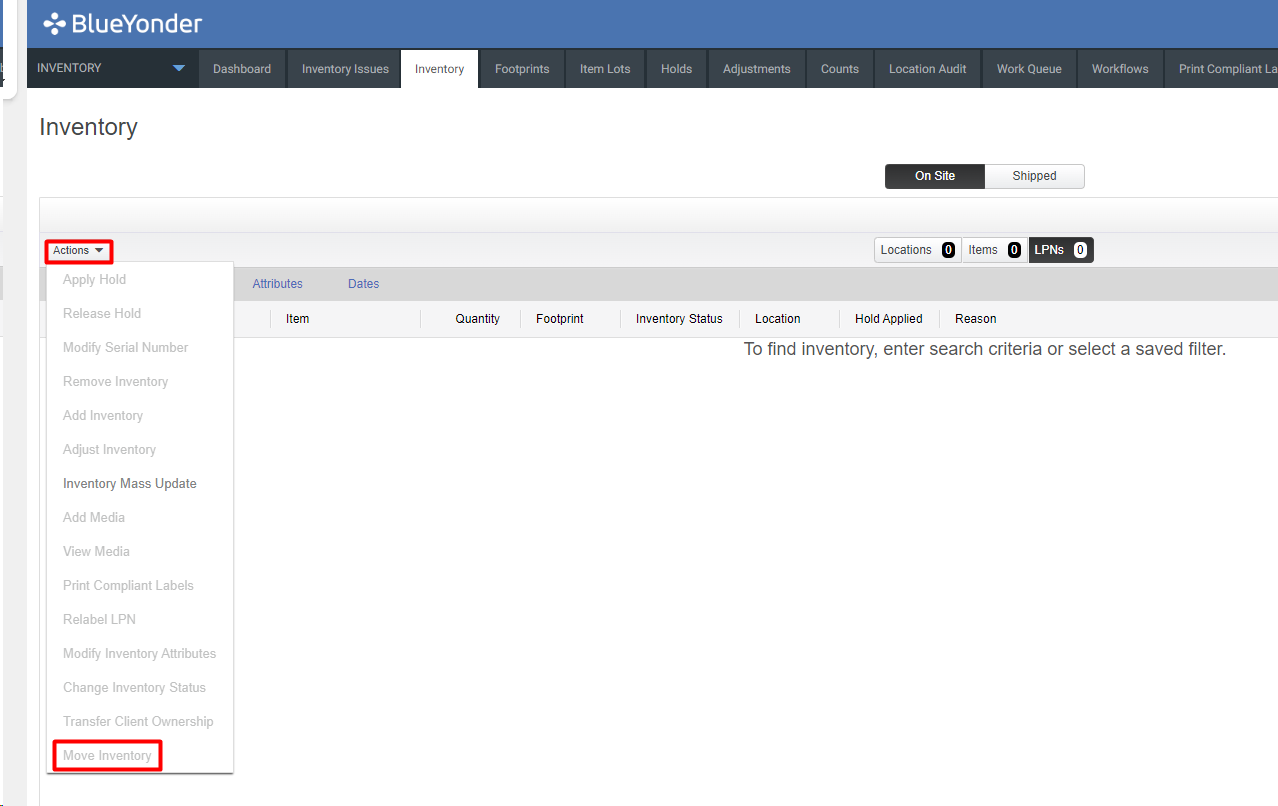 BlueYonder
INVENTORY Dashboard Inventory Issues Inventory Footprints Item Lots Holds Adjustments Counts Location Audit Work Queue Workflows Print Compliant La
Inventory
On Site Shipped
Actions Locations 0 Items 0 LPNs 0
Apply Hold Attributes Dates
Release Hold Item Quantity Footprint Inventory Status Location Hold Applied Reason
Modify Serial Number To find inventory, enter search criteria or select a saved filter.
Remove Inventory
Add Inventory
Adjust Inventory
Inventory Mass Update
Add Media
View Media
Print Compliant Labels
Relabel LPN
Modify Inventory Attributes
Change Inventory Status
Transfer Client Ownership
Move Inventory